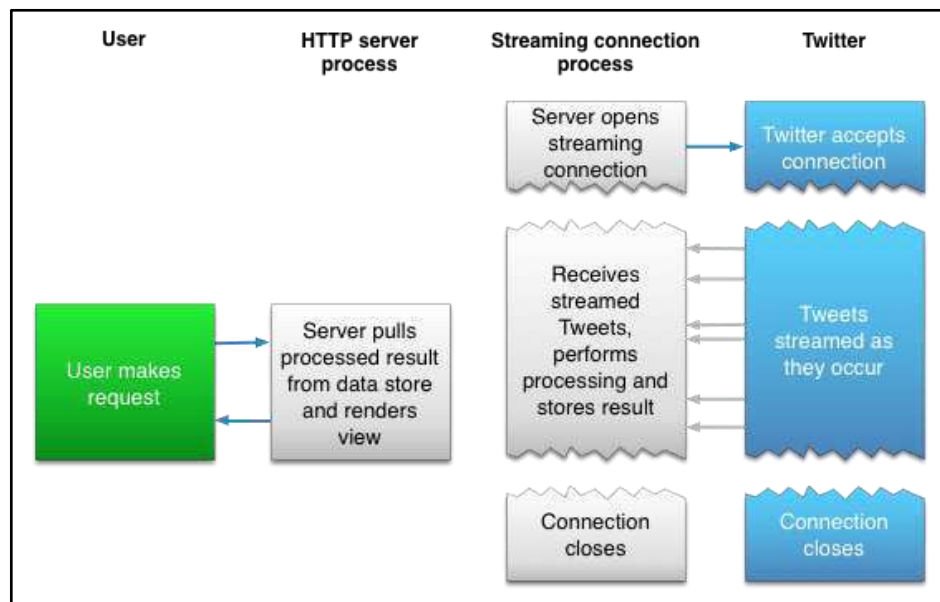 User
HTTP server
process
Streaming connection
process
Twitter
Server opens
streaming
connection
Twitter accepts
connection
User makes
request
Server pulls
processed result
from data store
and renders
view
Receives
streamed
Tweets,
performs
processing and
stores result
Tweets
streamed as
they occur
Connection
closes
Connection
closes